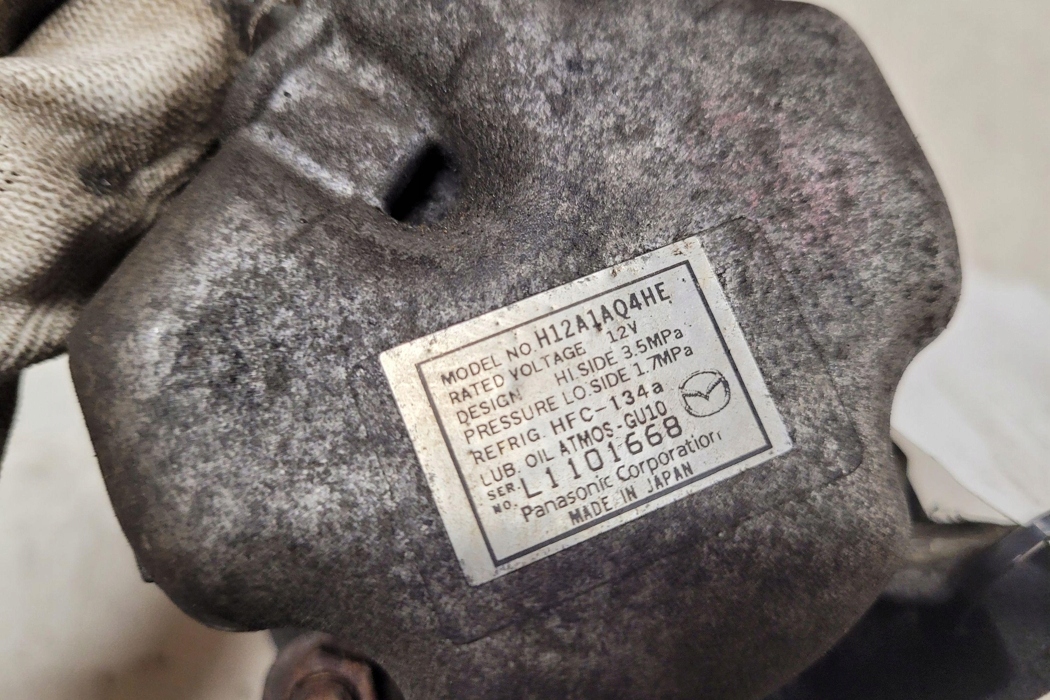 MODEL NO. H12A1AQ4HE
RATED VOLTAGE 12V
DESIGN HI SIDE 3.5MPa
PRESSURE LO.SIDE 1.7MPa
REFRIG. HFC-134a
LUB. OIL ATMOS-GU10
SER. NO. L1101668
Panasonic Corporation
MADE IN JAPAN